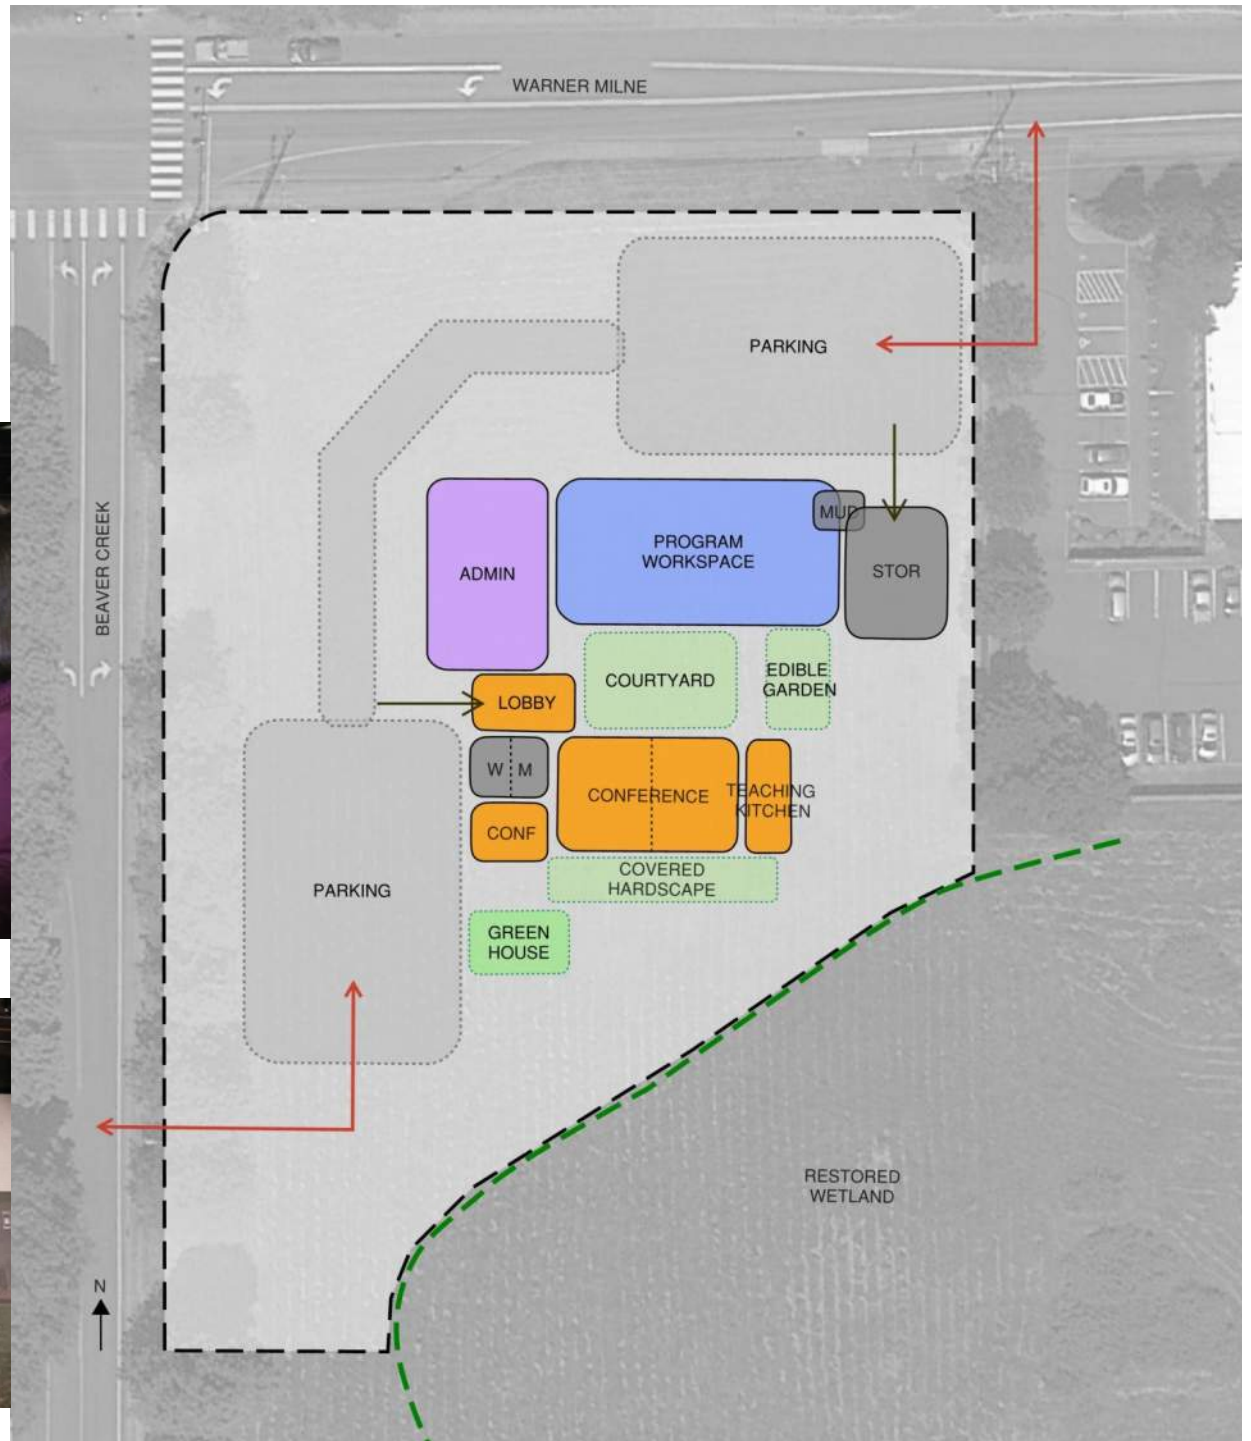 WARNER MILNE
PARKING
BEAVER CREEK
MUD
PROGRAM
WORKSPACE
ADMIN
STOR
COURTYARD
EDIBLE
GARDEN
LOBBY
W M
CONFERENCE
TEACHING
KITCHEN
CONF
COVERED
HARDSCAPE
PARKING
GREEN
HOUSE
RESTORED
WETLAND
N